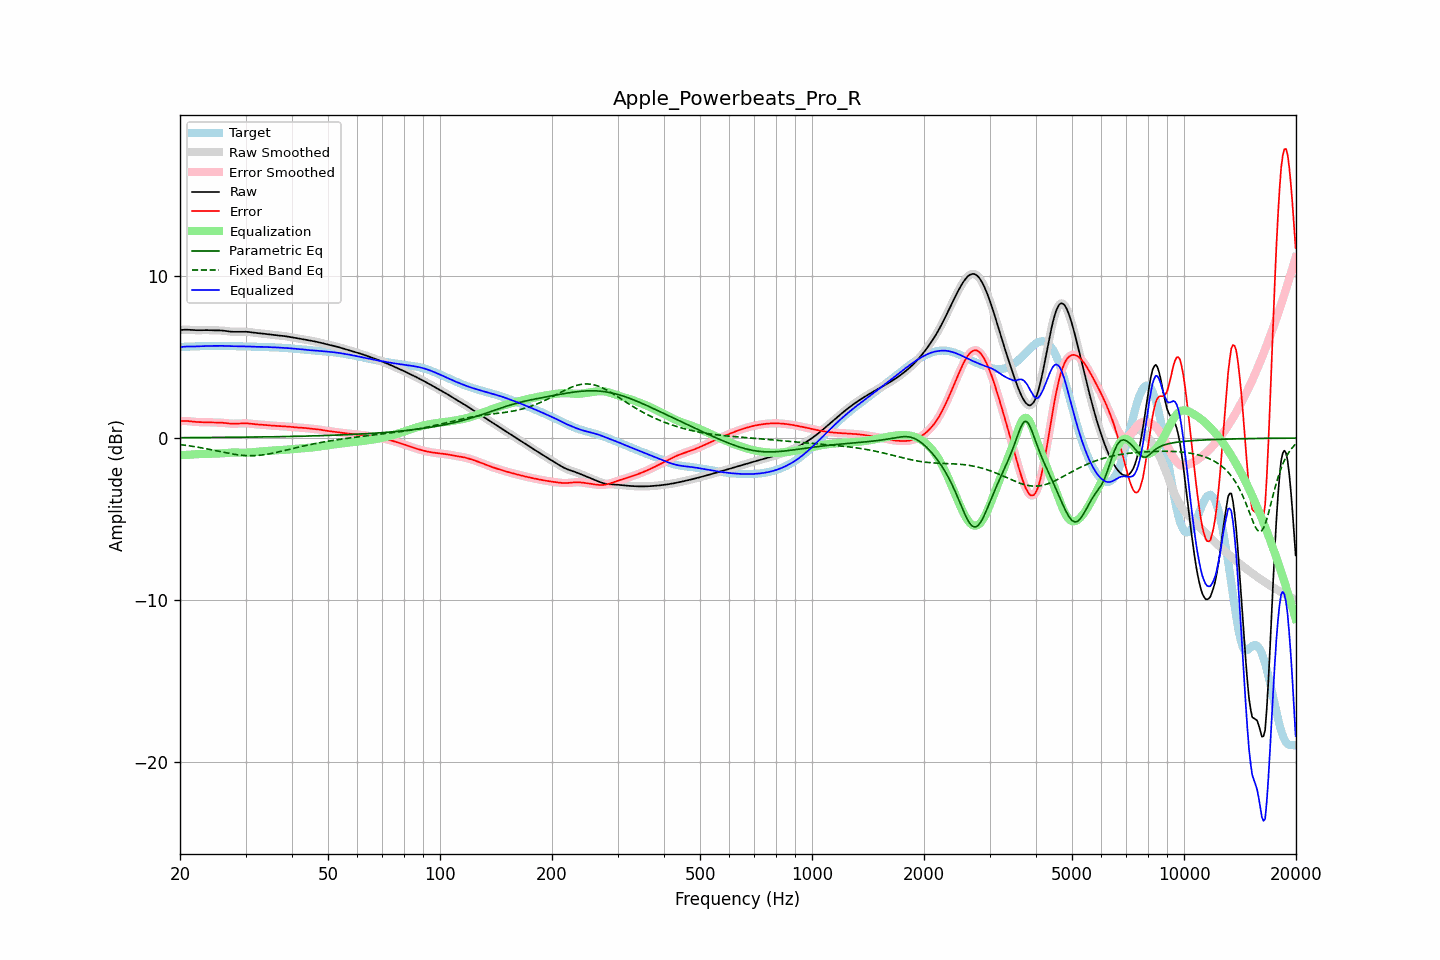 Apple_Powerbeats_Pro_R
Target
Raw Smoothed
Error Smoothed
Raw
Error
Equalization
Parametric Eq
Fixed Band Eq
Equalized
10
0
−10
−20
Amplitude (dBr)
20
50
100
200
500
1000
2000
5000
10000
20000
Frequency (Hz)